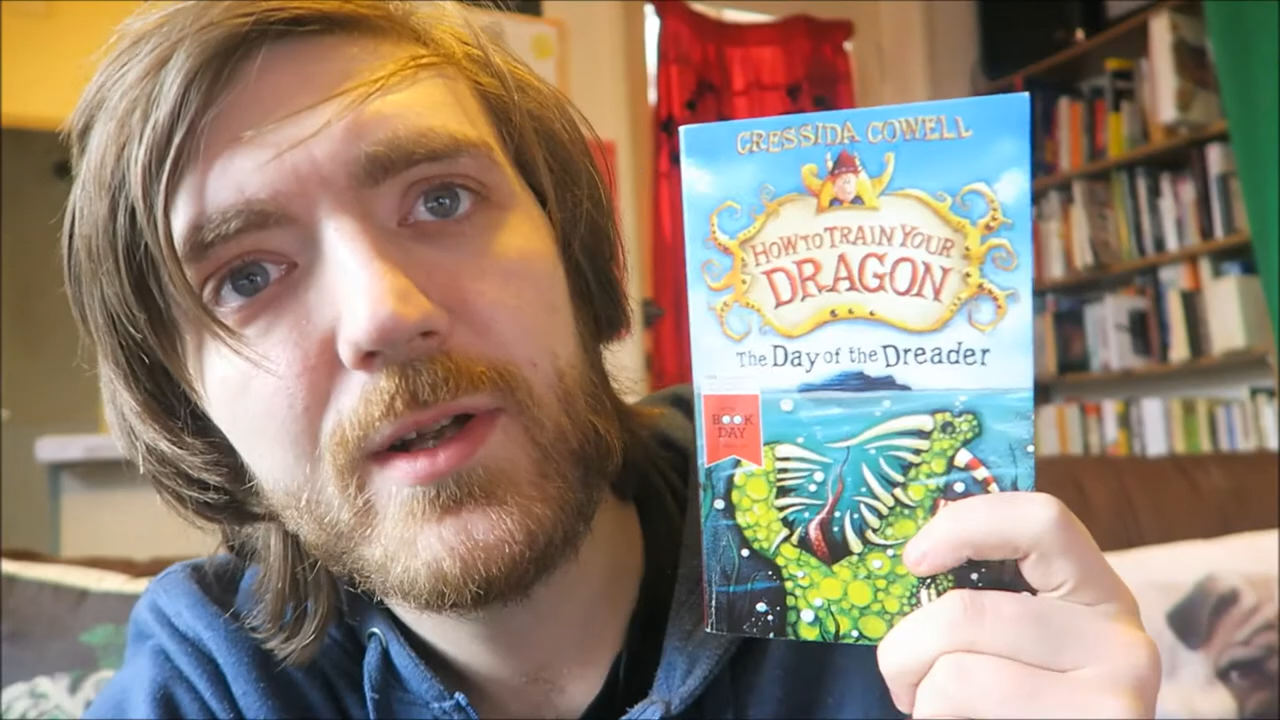 CRESSIDA COWELL
HOW TO TRAIN YOUR
DRAGON
The Day of the Dreader
BOOK
DAY